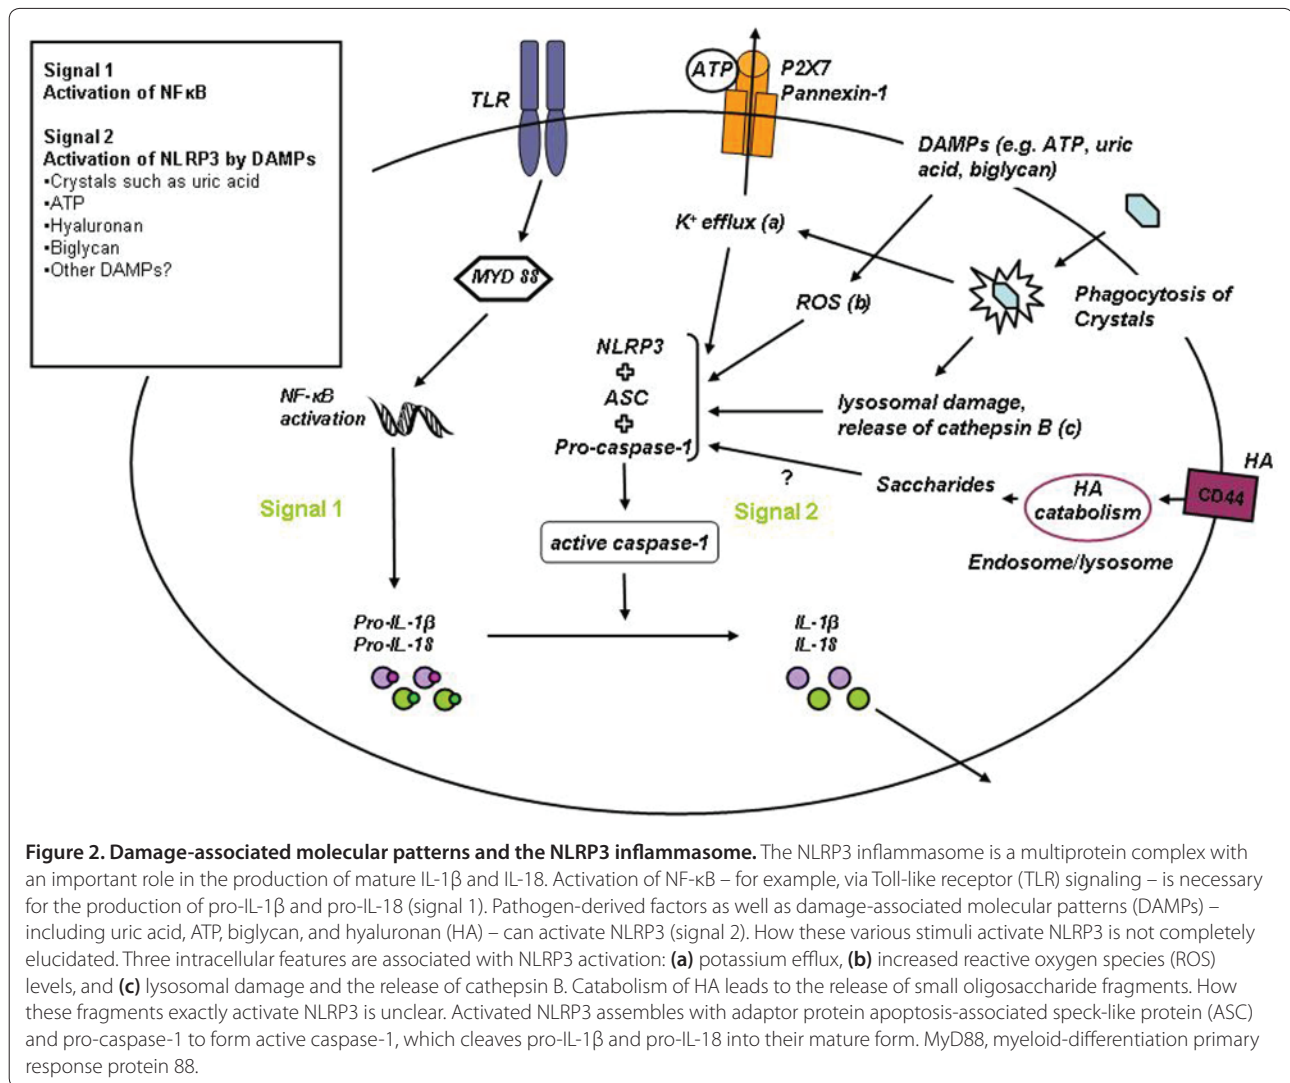 Signal 1
Activation of NFκB
Signal 2
Activation of NLRP3 by DAMPs
▪Crystals such as uric acid
▪ATP
▪Hyaluronan
▪Biglycan
▪Other DAMPs?
TLR
ATP
P2X7
Pannexin-1
DAMPs (e.g. ATP, uric
acid, biglycan)
K⁺ efflux (a)
MYD 88
ROS (b)
Phagocytosis of
Crystals
NLRP3
ASC
Pro-caspase-1
NF-κB
activation
lysosomal damage,
release of cathepsin B (c)
HA
CD44
HA
catabolism
Saccharides
?
Endosome/lysosome
Signal 1
Signal 2
active caspase-1
Pro-IL-1β
Pro-IL-18
IL-1β
IL-18
Figure 2. Damage-associated molecular patterns and the NLRP3 inflammasome. The NLRP3 inflammasome is a multiprotein complex with
an important role in the production of mature IL-1β and IL-18. Activation of NF-κB – for example, via Toll-like receptor (TLR) signaling – is necessary
for the production of pro-IL-1β and pro-IL-18 (signal 1). Pathogen-derived factors as well as damage-associated molecular patterns (DAMPs) –
including uric acid, ATP, biglycan, and hyaluronan (HA) – can activate NLRP3 (signal 2). How these various stimuli activate NLRP3 is not completely
elucidated. Three intracellular features are associated with NLRP3 activation: (a) potassium efflux, (b) increased reactive oxygen species (ROS)
levels, and (c) lysosomal damage and the release of cathepsin B. Catabolism of HA leads to the release of small oligosaccharide fragments. How
these fragments exactly activate NLRP3 is unclear. Activated NLRP3 assembles with adaptor protein apoptosis-associated speck-like protein (ASC)
and pro-caspase-1 to form active caspase-1, which cleaves pro-IL-1β and pro-IL-18 into their mature form. MyD88, myeloid-differentiation primary
response protein 88.